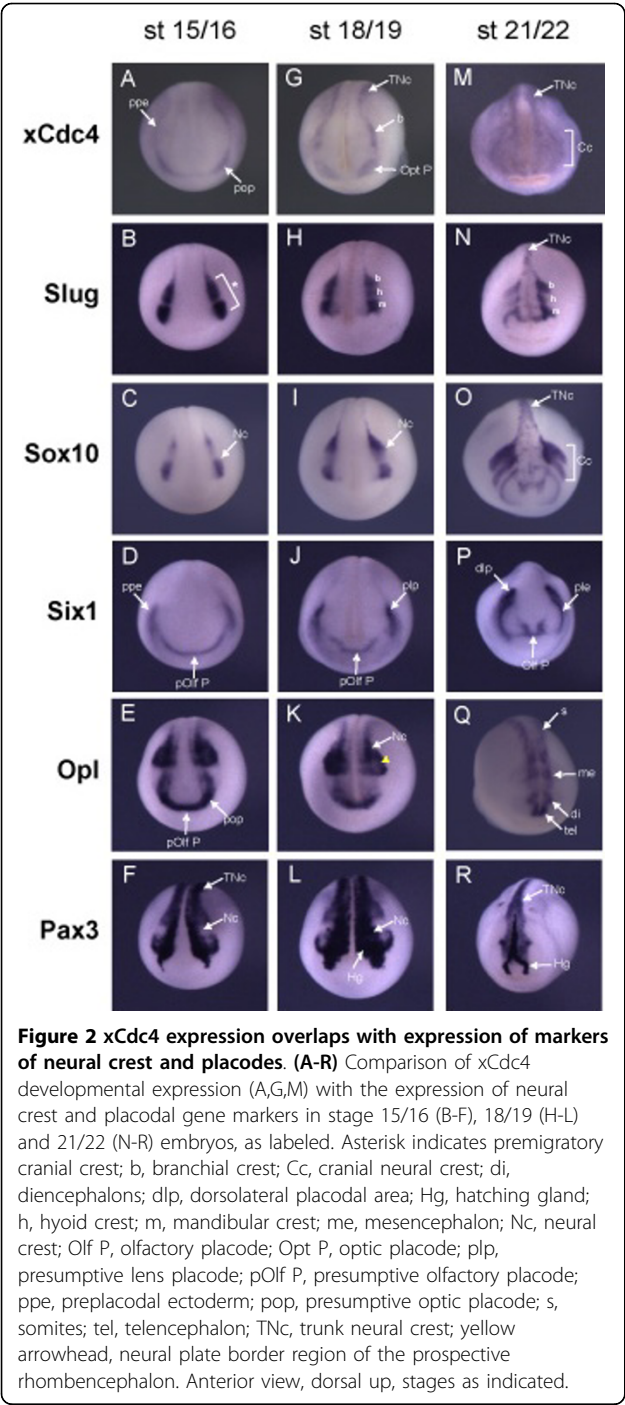 st 15/16 st 18/19 st 21/22
xCdc4
A ppe pop
G TNc b Opt P
M TNc Cc
Slug
B *
H b h m
N TNc b h m
Sox10
C Nc
I Nc
O TNc Cc
Six1
D ppe pOlf P
J plp pOlf P
P dlp ple Olf P
Opl
E pop pOlf P
K Nc
Q s me di tel
Pax3
F TNc Nc
L Nc Hg
R TNc Hg
Figure 2 xCdc4 expression overlaps with expression of markers
of neural crest and placodes. (A-R) Comparison of xCdc4
developmental expression (A,G,M) with the expression of neural
crest and placodal gene markers in stage 15/16 (B-F), 18/19 (H-L)
and 21/22 (N-R) embryos, as labeled. Asterisk indicates premigratory
cranial crest; b, branchial crest; Cc, cranial neural crest; di,
diencephalons; dlp, dorsolateral placodal area; Hg, hatching gland;
h, hyoid crest; m, mandibular crest; me, mesencephalon; Nc, neural
crest; Olf P, olfactory placode; Opt P, optic placode; plp,
presumptive lens placode; pOlf P, presumptive olfactory placode;
ppe, preplacodal ectoderm; pop, presumptive optic placode; s,
somites; tel, telencephalon; TNc, trunk neural crest; yellow
arrowhead, neural plate border region of the prospective
rhombencephalon. Anterior view, dorsal up, stages as indicated.